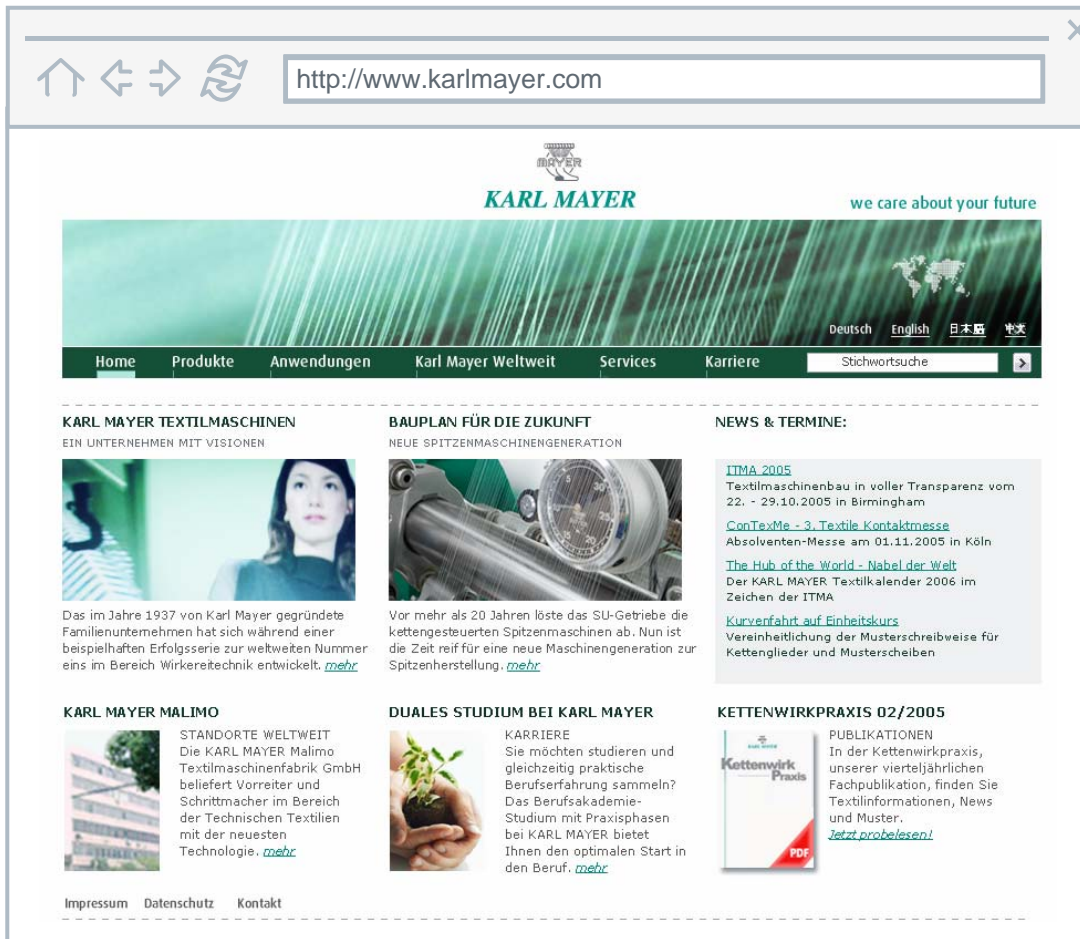 http://www.karlmayer.com
MAYER
KARL MAYER
we care about your future
Deutsch English 日本語 中文
Home Produkte Anwendungen Karl Mayer Weltweit Services Karriere Stichwortsuche
KARL MAYER TEXTILMASCHINEN
EIN UNTERNEHMEN MIT VISIONEN
Das im Jahre 1937 von Karl Mayer gegründete
Familienunternehmen hat sich während einer
beispielhaften Erfolgsserie zur weltweiten Nummer
eins im Bereich Wirkereitechnik entwickelt. mehr
BAUPLAN FÜR DIE ZUKUNFT
NEUE SPITZENMASCHINENGENERATION
Vor mehr als 20 Jahren löste das SU-Getriebe die
kettengesteuerten Spitzenmaschinen ab. Nun ist
die Zeit reif für eine neue Maschinengeneration zur
Spitzenherstellung. mehr
NEWS & TERMINE:
ITMA 2005
Textilmaschinenbau in voller Transparenz vom
22. - 29.10.2005 in Birmingham
ConTexMe - 3. Textile Kontaktmesse
Absolventen-Messe am 01.11.2005 in Köln
The Hub of the World - Nabel der Welt
Der KARL MAYER Textilkalender 2006 im
Zeichen der ITMA
Kurvenfahrt auf Einheitskurs
Vereinheitlichung der Musterschreibweise für
Kettenglieder und Musterscheiben
KARL MAYER MALIMO
STANDORTE WELTWEIT
Die KARL MAYER Malimo
Textilmaschinenfabrik GmbH
beliefert Vorreiter und
Schrittmacher im Bereich
der Technischen Textilien
mit der neuesten
Technologie. mehr
DUALES STUDIUM BEI KARL MAYER
KARRIERE
Sie möchten studieren und
gleichzeitig praktische
Berufserfahrung sammeln?
Das Berufsakademie-
Studium mit Praxisphasen
bei KARL MAYER bietet
Ihnen den optimalen Start in
den Beruf. mehr
KETTENWIRKPRAXIS 02/2005
Kettenwirk
Praxis
PDF
PUBLIKATIONEN
In der Kettenwirkpraxis,
unserer vierteljährlichen
Fachpublikation, finden Sie
Textilinformationen, News
und Muster.
Jetzt probelesen!
Impressum Datenschutz Kontakt